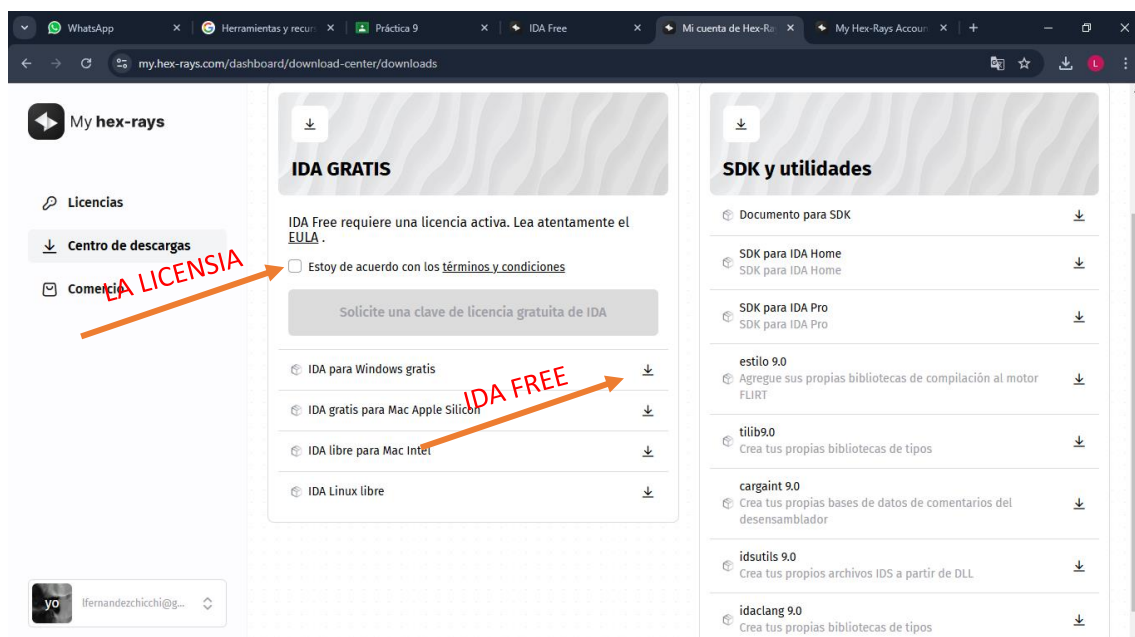 WhatsApp
Herramientas y recur
Práctica 9
IDA Free
Mi cuenta de Hex-Ra
My Hex-Rays Accoun
my.hex-rays.com/dashboard/download-center/downloads
L
My hex-rays
Licencias
Centro de descargas
Comercio
LA LICENSIA
IDA GRATIS
IDA Free requiere una licencia activa. Lea atentamente el
EULA .
Estoy de acuerdo con los términos y condiciones
Solicite una clave de licencia gratuita de IDA
IDA para Windows gratis
IDA FREE
IDA gratis para Mac Apple Silicon
IDA libre para Mac Intel
IDA Linux libre
SDK y utilidades
Documento para SDK
SDK para IDA Home
SDK para IDA Home
SDK para IDA Pro
SDK para IDA Pro
estilo 9.0
Agregue sus propias bibliotecas de compilación al motor
FLIRT
tilib9.0
Crea tus propias bibliotecas de tipos
cargaint 9.0
Crea tus propias bases de datos de comentarios del
desensamblador
idsutils 9.0
Crea tus propios archivos IDS a partir de DLL
idaclang 9.0
Crea tus propias bibliotecas de tipos
yo
lfernandezchicchi@g...